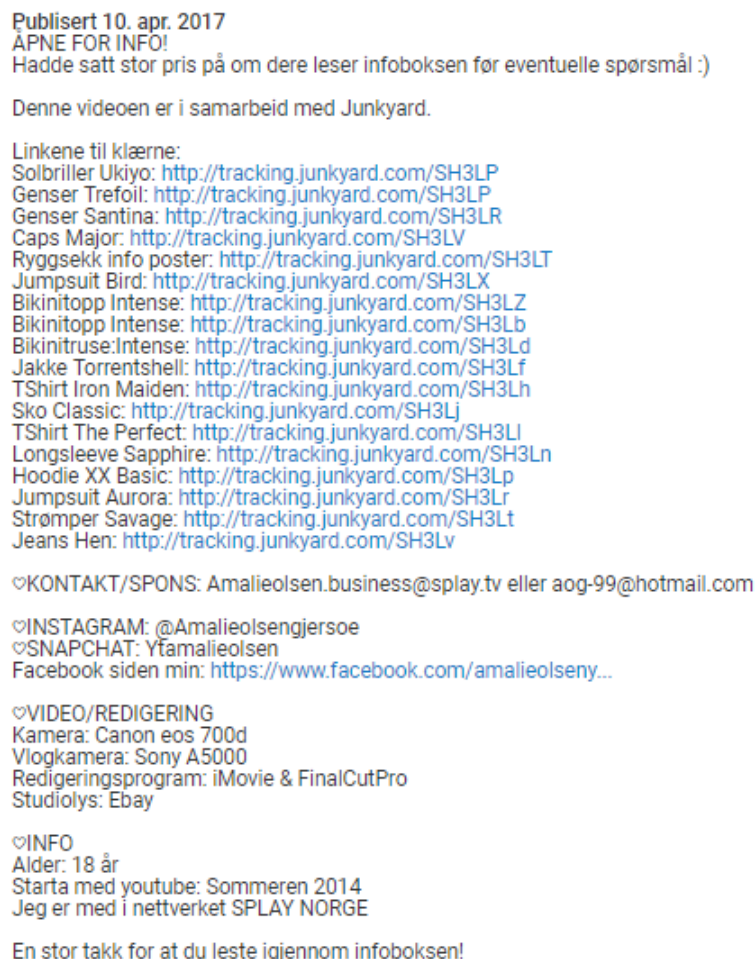 Publisert 10. apr. 2017
ÅPNE FOR INFO!
Hadde satt stor pris på om dere leser infoboksen før eventuelle spørsmål :)
Denne videoen er i samarbeid med Junkyard.
Linkene til klærne:
Solbriller Ukiyo: http://tracking.junkyard.com/SH3LP
Genser Trefoil: http://tracking.junkyard.com/SH3LP
Genser Santina: http://tracking.junkyard.com/SH3LR
Caps Major: http://tracking.junkyard.com/SH3LV
Ryggsekk info poster: http://tracking.junkyard.com/SH3LT
Jumpsuit Bird: http://tracking.junkyard.com/SH3LX
Bikinitopp Intense: http://tracking.junkyard.com/SH3LZ
Bikinitopp Intense: http://tracking.junkyard.com/SH3Lb
Bikinitruse:Intense: http://tracking.junkyard.com/SH3Ld
Jakke Torrentshell: http://tracking.junkyard.com/SH3Lf
TShirt Iron Maiden: http://tracking.junkyard.com/SH3Lh
Sko Classic: http://tracking.junkyard.com/SH3Lj
TShirt The Perfect: http://tracking.junkyard.com/SH3Ll
Longsleeve Sapphire: http://tracking.junkyard.com/SH3Ln
Hoodie XX Basic: http://tracking.junkyard.com/SH3Lp
Jumpsuit Aurora: http://tracking.junkyard.com/SH3Lr
Strømper Savage: http://tracking.junkyard.com/SH3Lt
Jeans Hen: http://tracking.junkyard.com/SH3Lv
♡KONTAKT/SPONS: Amalieolsen.business@splay.tv eller aog-99@hotmail.com
♡INSTAGRAM: @Amalieolsengjersoe
♡SNAPCHAT: Ytamalieolsen
Facebook siden min: https://www.facebook.com/amalieolseny...
♡VIDEO/REDIGERING
Kamera: Canon eos 700d
Vlogkamera: Sony A5000
Redigeringsprogram: iMovie & FinalCutPro
Studiolys: Ebay
♡INFO
Alder: 18 år
Starta med youtube: Sommeren 2014
Jeg er med i nettverket SPLAY NORGE
En stor takk for at du leste igjennom infoboksen!